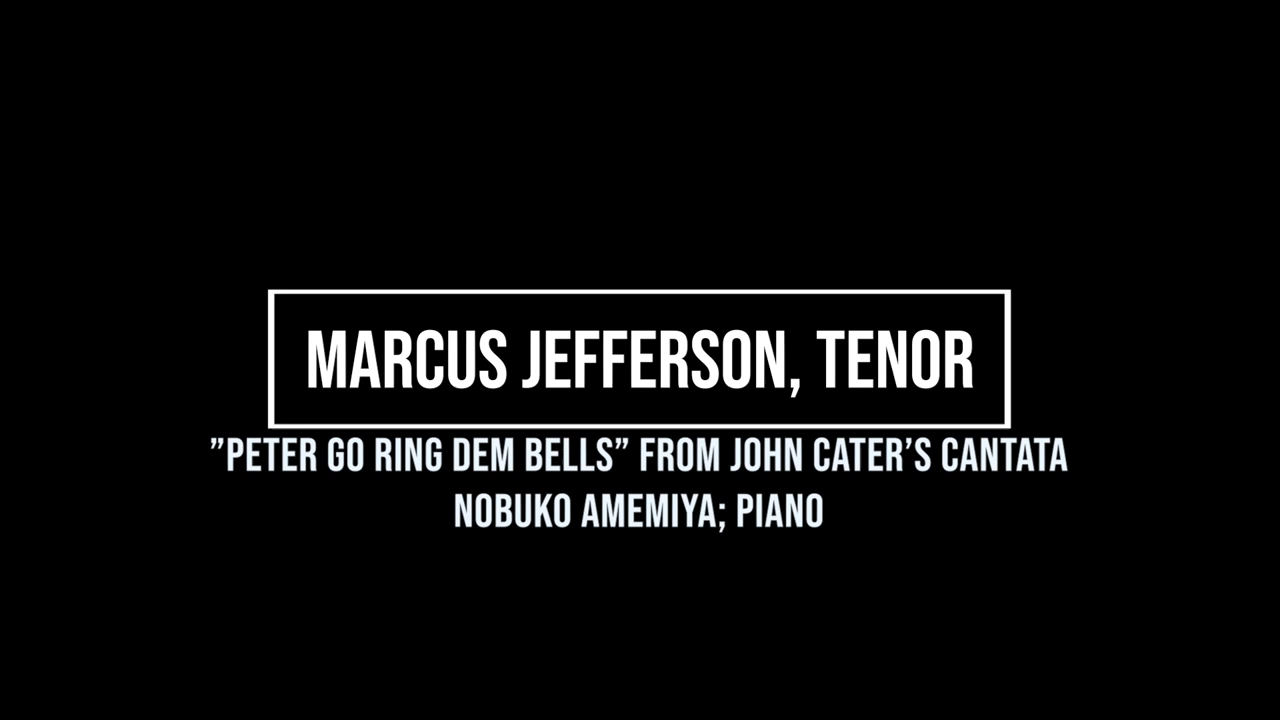 MARCUS JEFFERSON, TENOR
”PETER GO RING DEM BELLS” FROM JOHN CATER’S CANTATA
NOBUKO AMEMIYA; PIANO